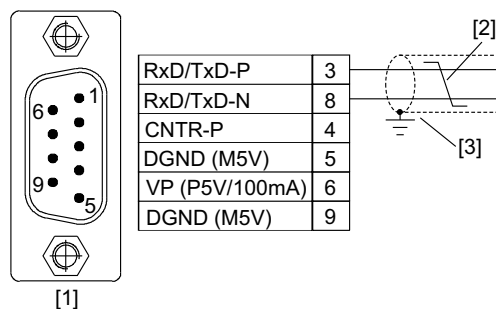 [2]
RxD/TxD-P 3
RxD/TxD-N 8
CNTR-P 4
DGND (M5V) 5
VP (P5V/100mA) 6
DGND (M5V) 9
[3]
1
6
9
5
[1]